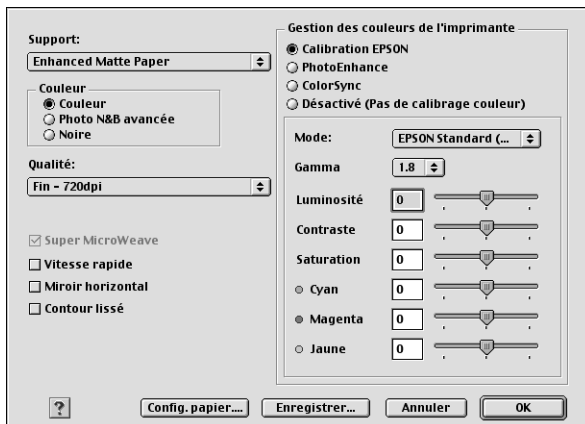 Support:
Enhanced Matte Paper
Couleur
Couleur
Photo N&B avancée
Noire
Qualité:
Fin - 720dpi
Super MicroWeave
Vitesse rapide
Miroir horizontal
Contour lissé
Gestion des couleurs de l'imprimante
Calibration EPSON
PhotoEnhance
ColorSync
Désactivé (Pas de calibrage couleur)
Mode: EPSON Standard (...
Gamma 1.8
Luminosité 0
Contraste 0
Saturation 0
Cyan 0
Magenta 0
Jaune 0
? Config. papier.... Enregistrer... Annuler OK